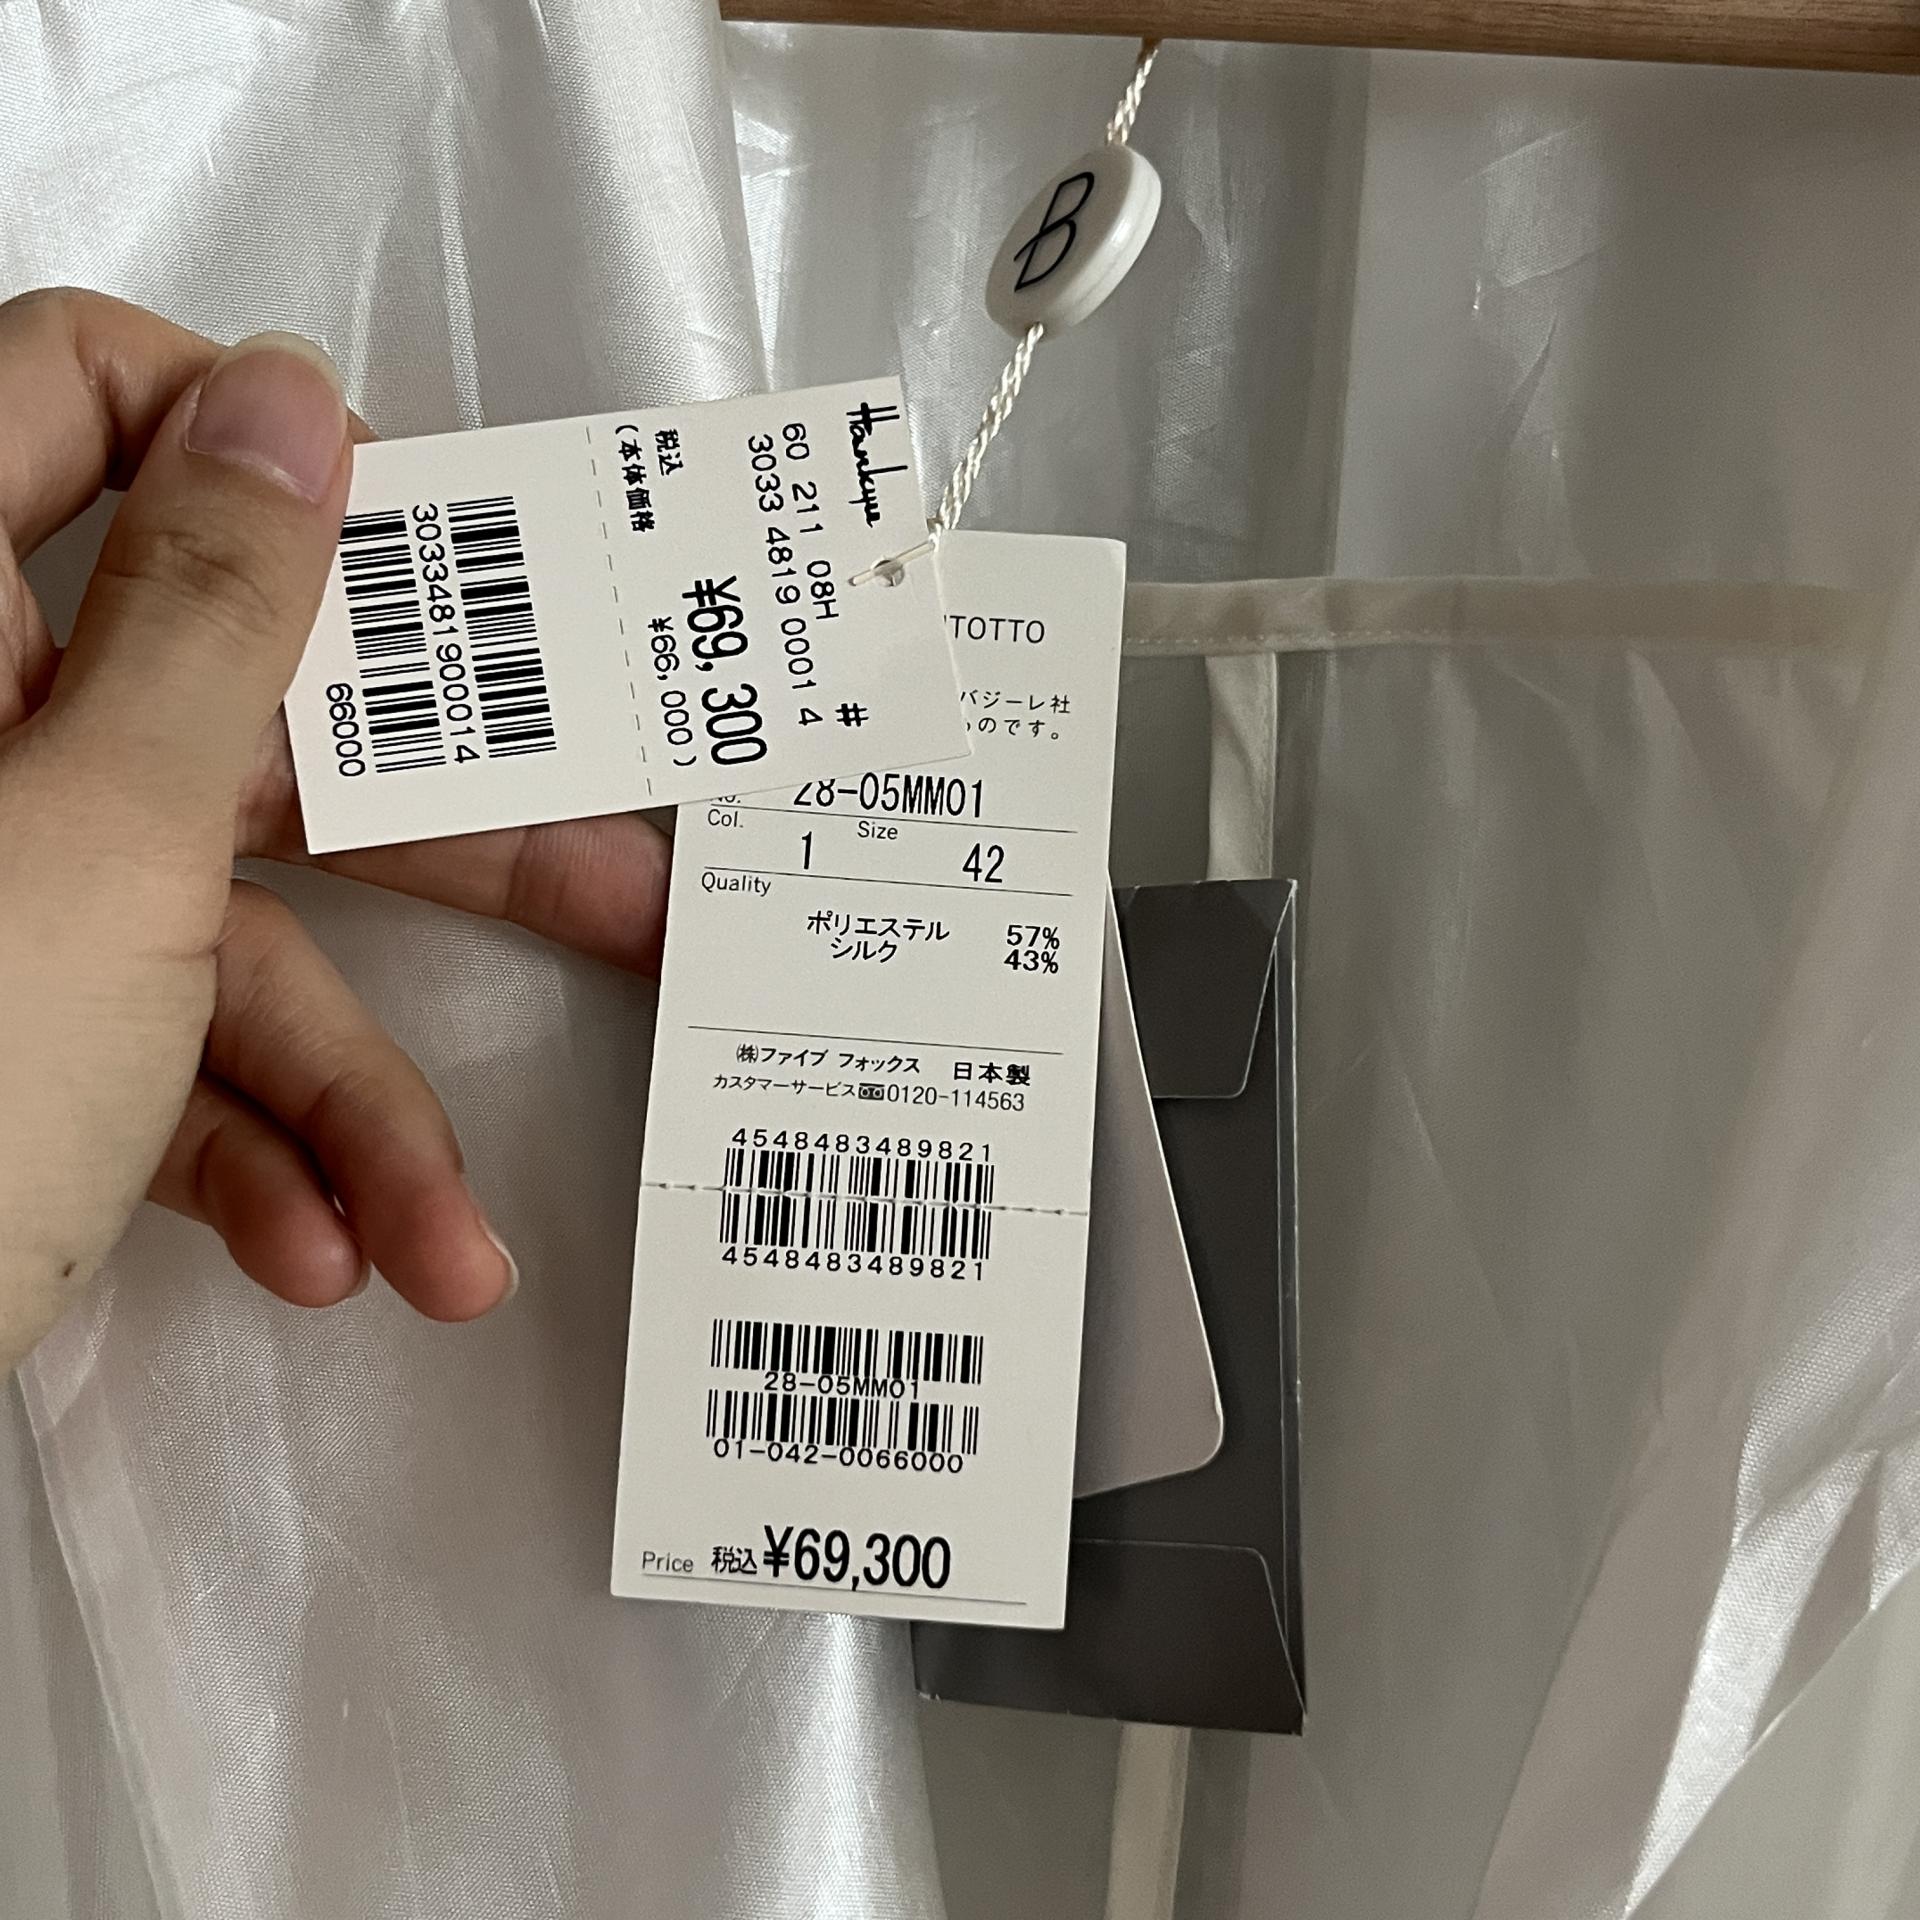 B
Hankyu
60 211 08H #
3033 4819 0001 4
税込 ¥69,300
(本体価格 ¥66,000)
3033481900014
66000
TOTTO
バジーレ社
のです。
No. 28-05MM01
Col. 1 Size 42
Quality
ポリエステル 57%
シルク 43%
㈱ファイブ フォックス 日本製
カスタマーサービス 0120-114563
4548483489821
4548483489821
28-05MM01
01-042-0066000
Price 税込 ¥69,300